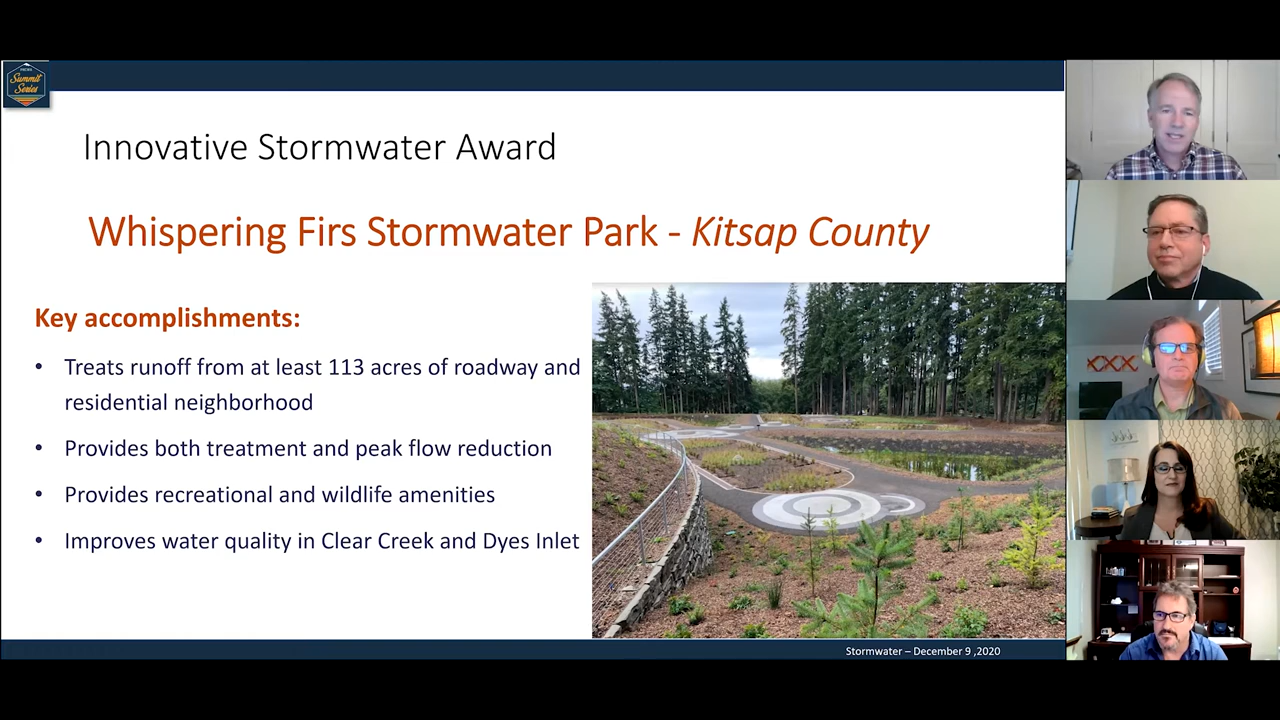 Summit
Series
Innovative Stormwater Award
Whispering Firs Stormwater Park - Kitsap County
Key accomplishments:
• Treats runoff from at least 113 acres of roadway and
residential neighborhood
• Provides both treatment and peak flow reduction
• Provides recreational and wildlife amenities
• Improves water quality in Clear Creek and Dyes Inlet
Stormwater – December 9 ,2020